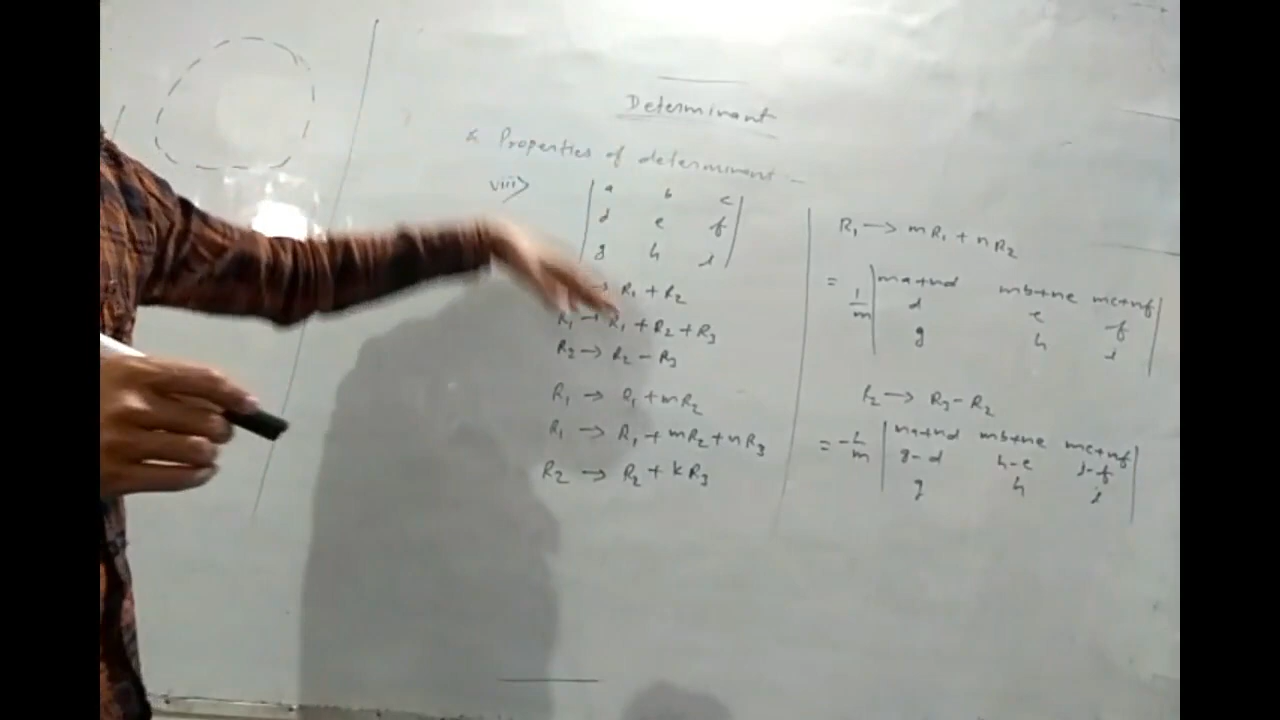 Determinant
* Properties of determinant –
viii>
| a b c |
| d e f |
| g h i |
→ R₁ + R₂
R₁ → R₁ + R₂ + R₃
R₂ → R₂ – R₃
R₁ → R₁ + mR₂
R₁ → R₁ + mR₂ + nR₃
R₂ → R₂ + kR₃
R₁ → mR₁ + nR₂
= 1/m | ma+nd mb+ne mc+nf |
| d e f |
| g h i |
R₂ → R₃ – R₂
= –1/m | ma+nd mb+ne mc+nf |
| g–d h–e i–f |
| g h i |